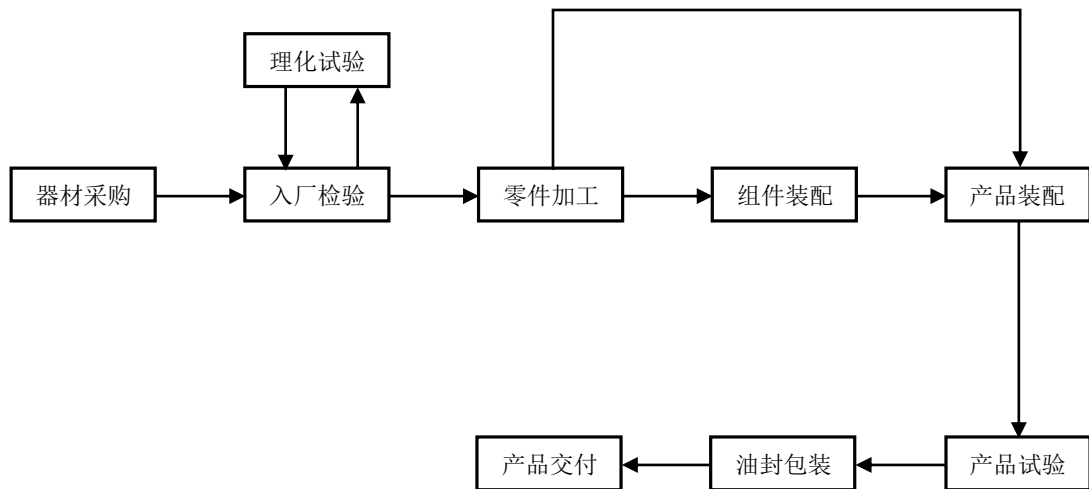 理化试验
器材采购
入厂检验
零件加工
组件装配
产品装配
产品交付
油封包装
产品试验